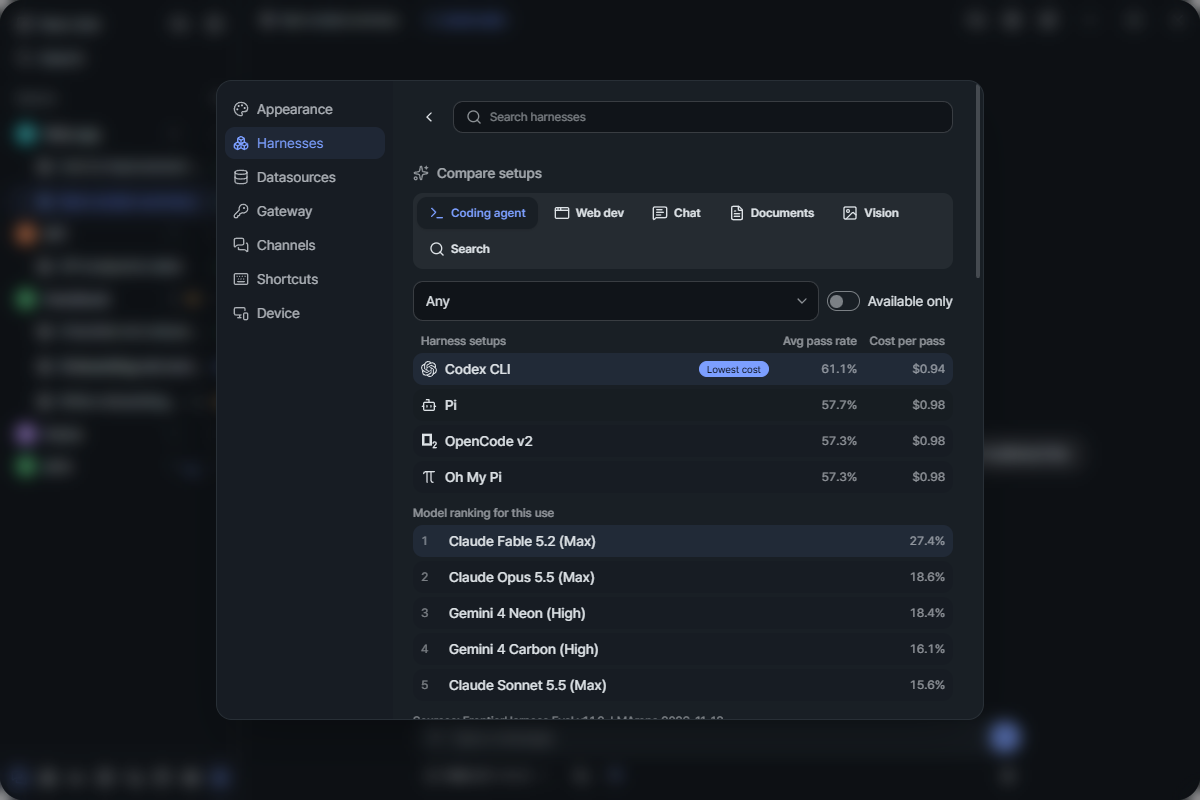 Appearance
Harnesses
Datasources
Gateway
Channels
Shortcuts
Device
Search harnesses
Compare setups
Coding agent
Web dev
Chat
Documents
Vision
Search
Any
Available only
Harness setups Avg pass rate Cost per pass
Codex CLI Lowest cost 61.1% $0.94
Pi 57.7% $0.98
OpenCode v2 57.3% $0.98
Oh My Pi 57.3% $0.98
Model ranking for this use
1 Claude Fable 5.2 (Max) 27.4%
2 Claude Opus 5.5 (Max) 18.6%
3 Gemini 4 Neon (High) 18.4%
4 Gemini 4 Carbon (High) 16.1%
5 Claude Sonnet 5.5 (Max) 15.6%